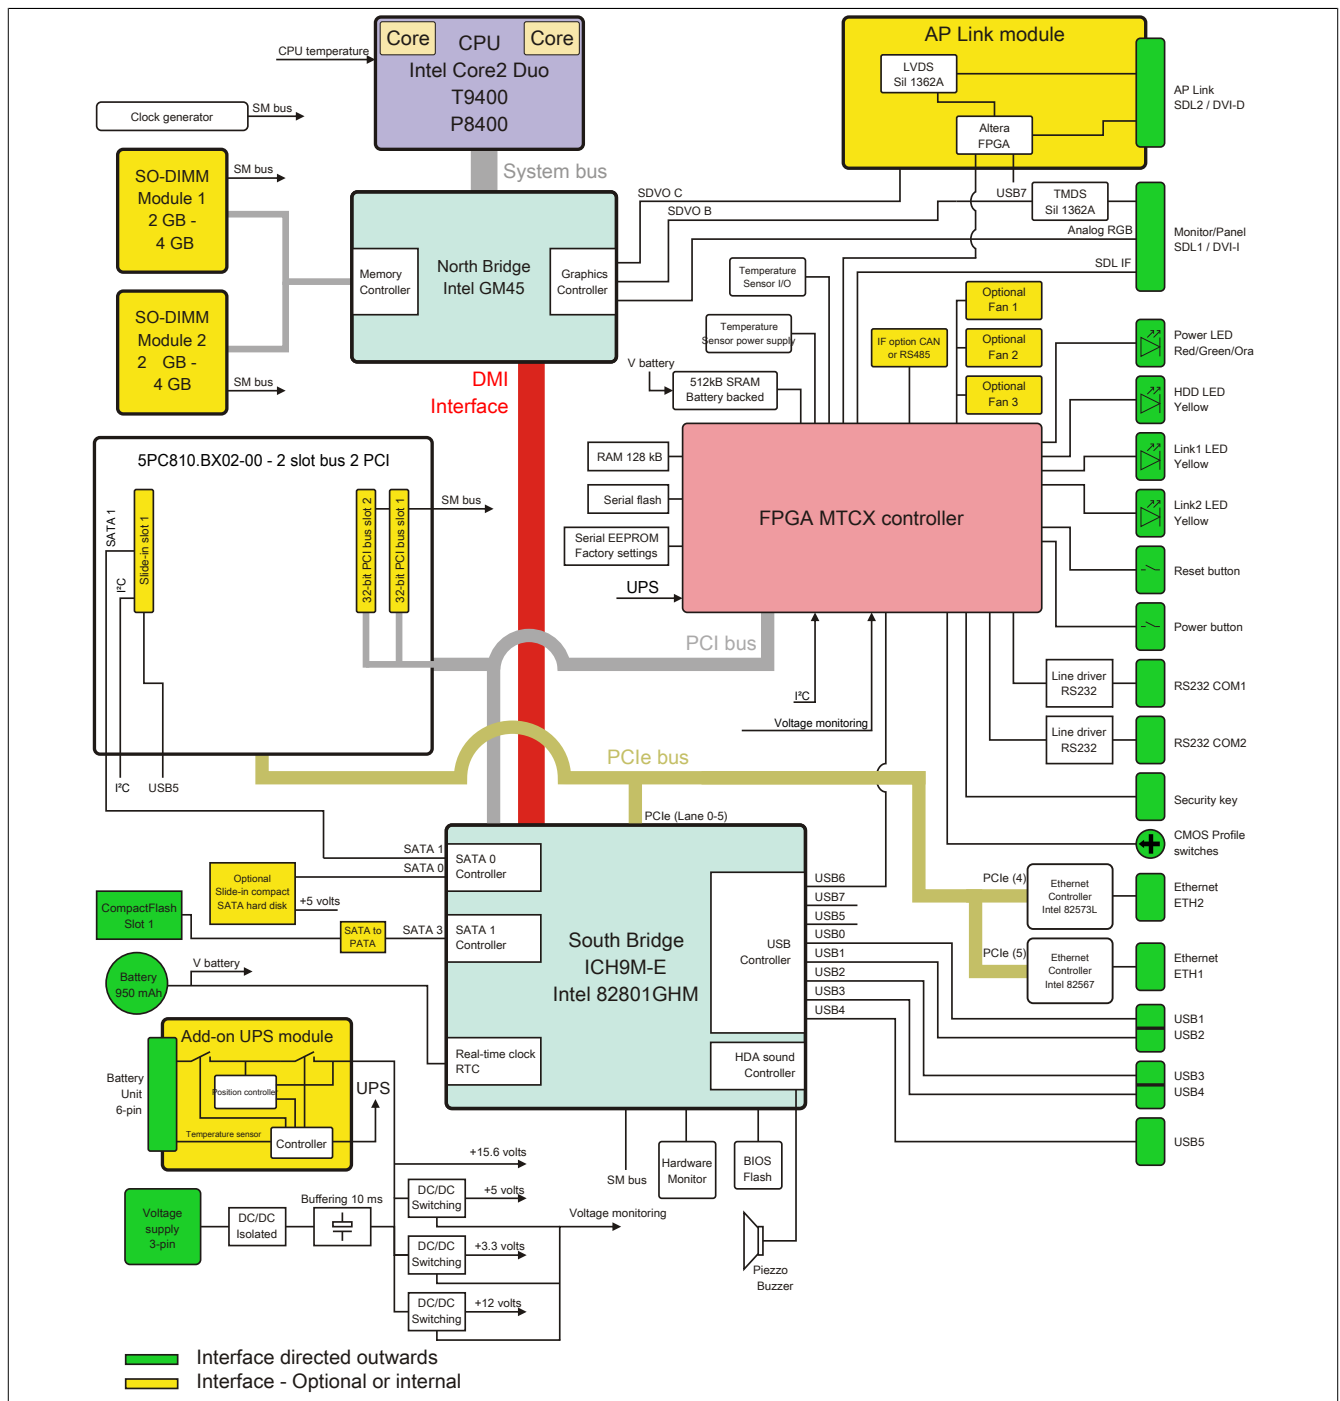 Core
CPU
Core
Intel Core2 Duo
T9400
P8400
CPU temperature
Clock generator
SM bus
SO-DIMM
Module 1
2 GB -
4 GB
SM bus
SO-DIMM
Module 2
2 GB -
4 GB
SM bus
System bus
Memory
Controller
North Bridge
Intel GM45
Graphics
Controller
DMI
Interface
AP Link module
LVDS
Sil 1362A
Altera
FPGA
AP Link
SDL2 / DVI-D
SDVO C
SDVO B
USB7
TMDS
Sil 1362A
Analog RGB
SDL IF
Monitor/Panel
SDL1 / DVI-I
Temperature
Sensor I/O
Temperature
Sensor power supply
V battery
512kB SRAM
Battery backed
IF option CAN
or RS485
Optional
Fan 1
Optional
Fan 2
Optional
Fan 3
Power LED
Red/Green/Ora
HDD LED
Yellow
Link1 LED
Yellow
Link2 LED
Yellow
Reset button
Power button
RAM 128 kB
Serial flash
Serial EEPROM
Factory settings
UPS
FPGA MTCX controller
5PC810.BX02-00 - 2 slot bus 2 PCI
SATA 1
I²C
Slide-in slot 1
32-bit PCI bus slot 2
32-bit PCI bus slot 1
SM bus
I²C
USB5
PCI bus
I²C
Voltage monitoring
Line driver
RS232
RS232 COM1
Line driver
RS232
RS232 COM2
Security key
CMOS Profile
switches
PCIe bus
PCIe (Lane 0-5)
PCIe (4)
Ethernet
Controller
Intel 82573L
Ethernet
ETH2
PCIe (5)
Ethernet
Controller
Intel 82567
Ethernet
ETH1
SATA 1
SATA 0
SATA 0
Controller
Optional
Slide-in compact
SATA hard disk
+5 volts
CompactFlash
Slot 1
SATA to
PATA
SATA 3
SATA 1
Controller
South Bridge
ICH9M-E
Intel 82801GHM
USB
Controller
USB6
USB7
USB5
USB0
USB1
USB2
USB3
USB4
USB1
USB2
USB3
USB4
USB5
Battery
950 mAh
V battery
Real-time clock
RTC
HDA sound
Controller
Add-on UPS module
Battery
Unit
6-pin
Position controller
Temperature sensor
Controller
UPS
SM bus
Hardware
Monitor
BIOS
Flash
Piezzo
Buzzer
Voltage
supply
3-pin
DC/DC
Isolated
Buffering 10 ms
+15.6 volts
DC/DC
Switching
+5 volts
Voltage monitoring
DC/DC
Switching
+3.3 volts
DC/DC
Switching
+12 volts
Interface directed outwards
Interface - Optional or internal